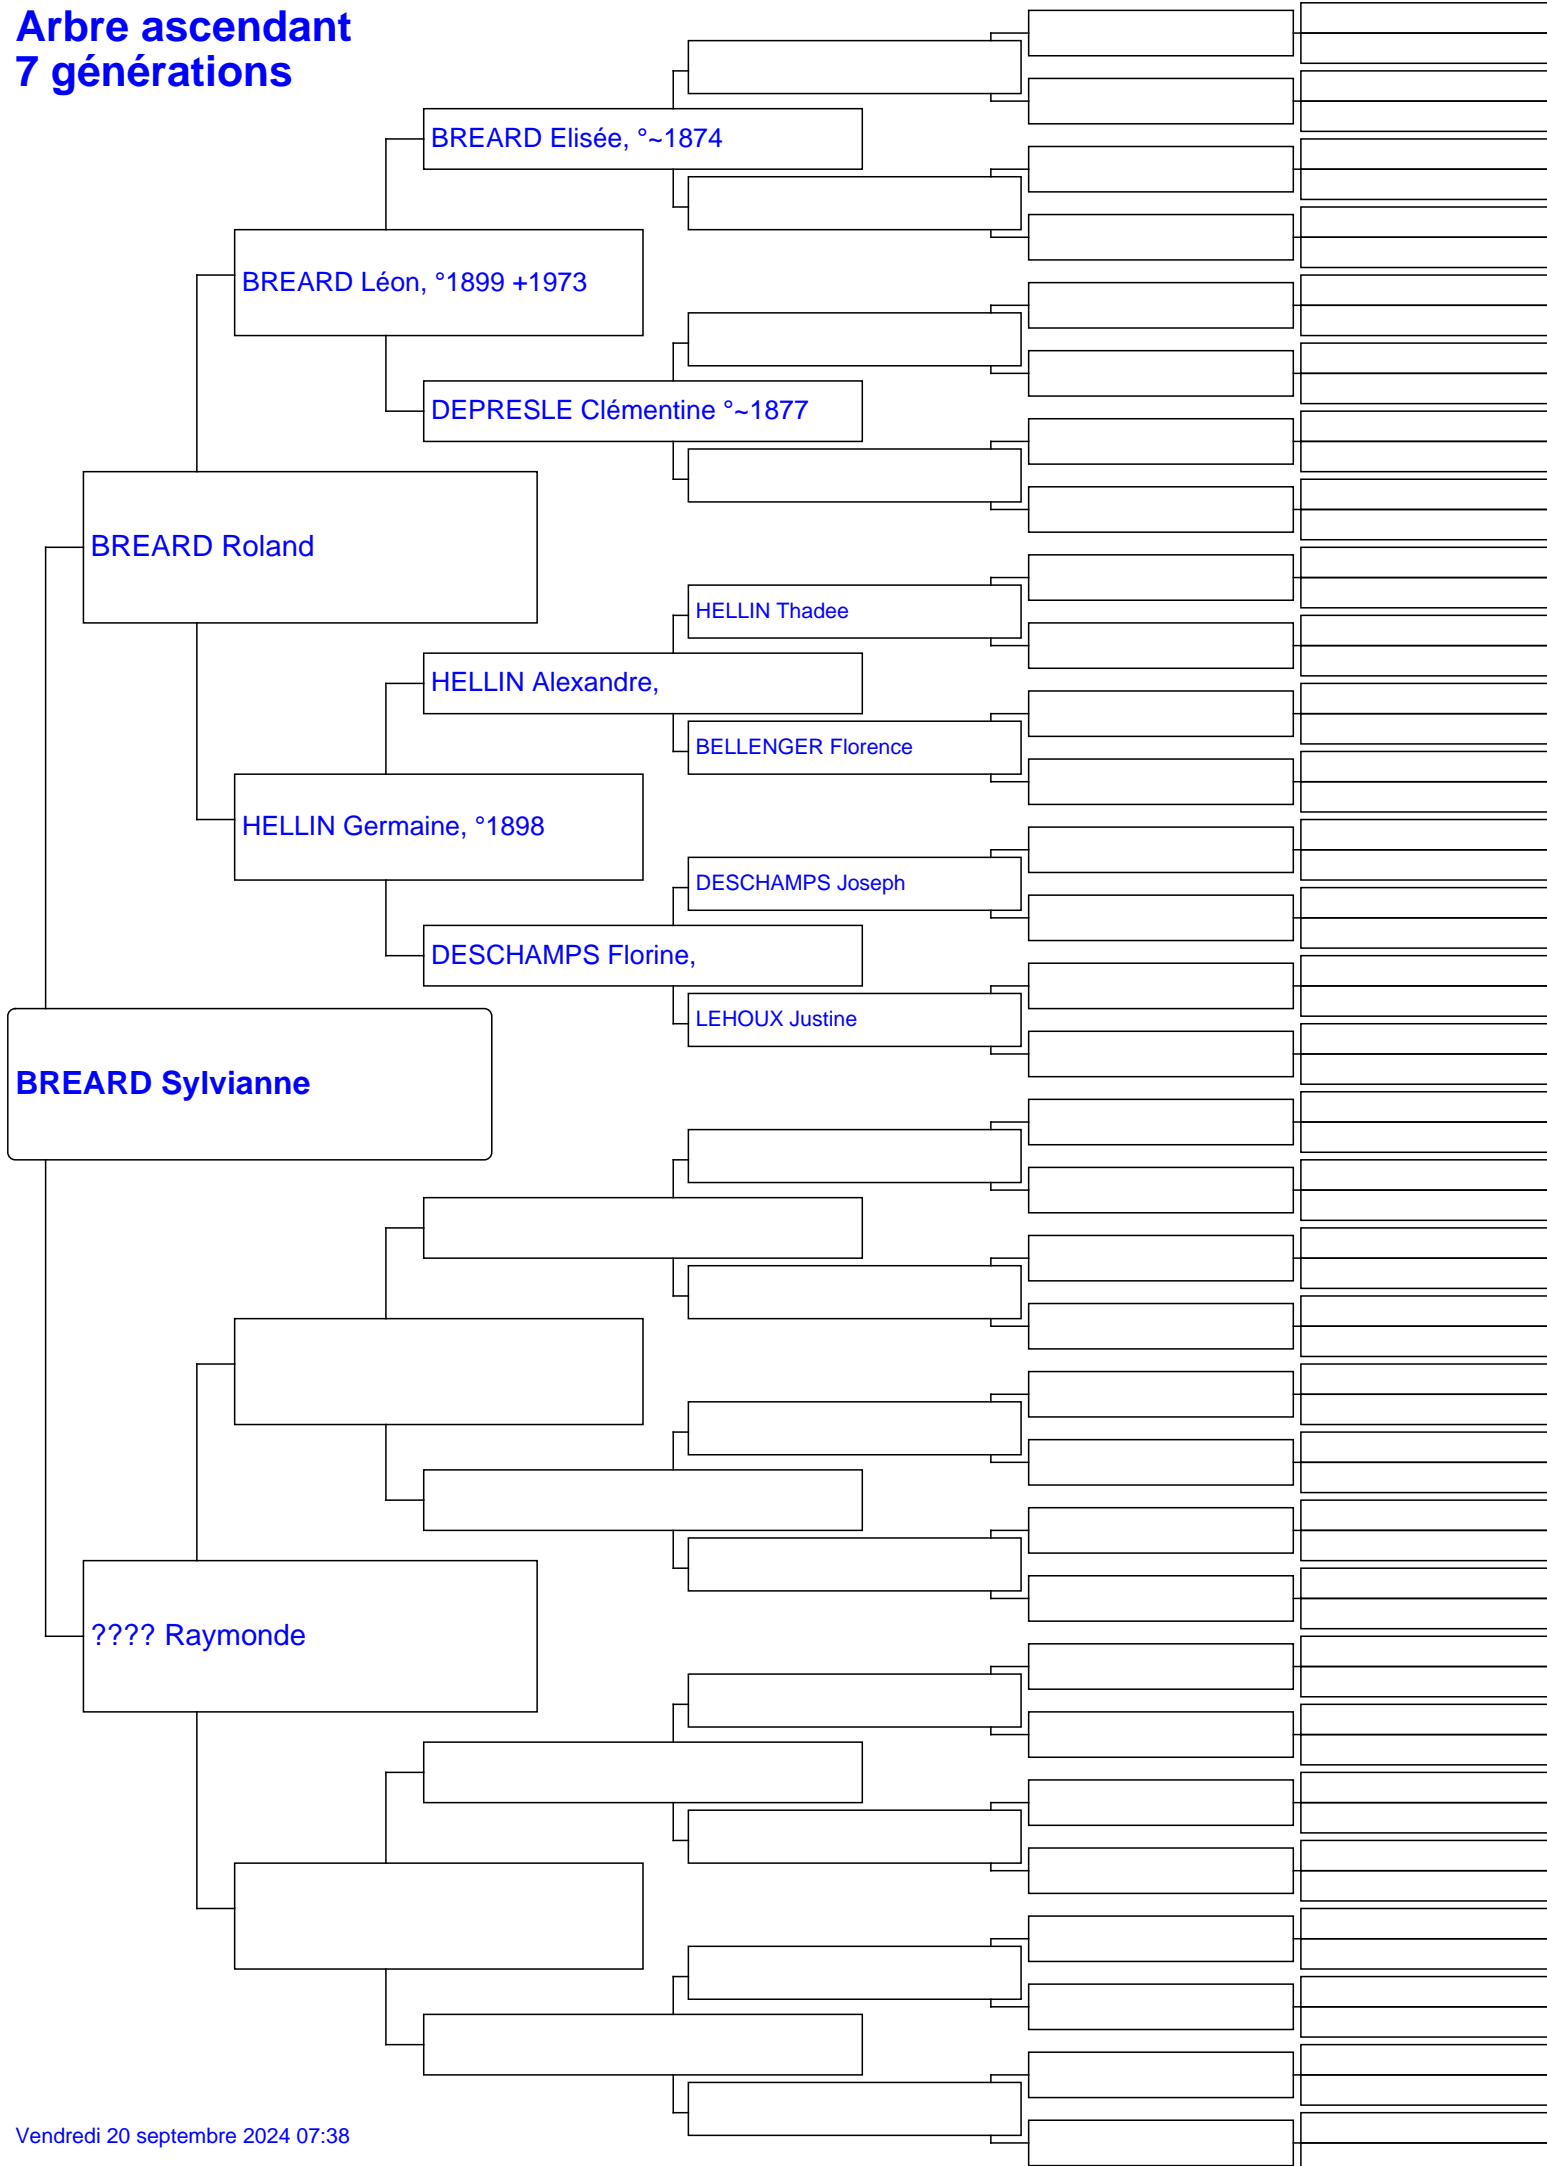 Arbre ascendant
7 générations
BREARD Elisée, °~1874
BREARD Léon, °1899 +1973
DEPRESLE Clémentine °~1877
BREARD Roland
HELLIN Thadee
HELLIN Alexandre,
BELLENGER Florence
HELLIN Germaine, °1898
DESCHAMPS Joseph
DESCHAMPS Florine,
LEHOUX Justine
BREARD Sylvianne
???? Raymonde
Vendredi 20 septembre 2024 07:38